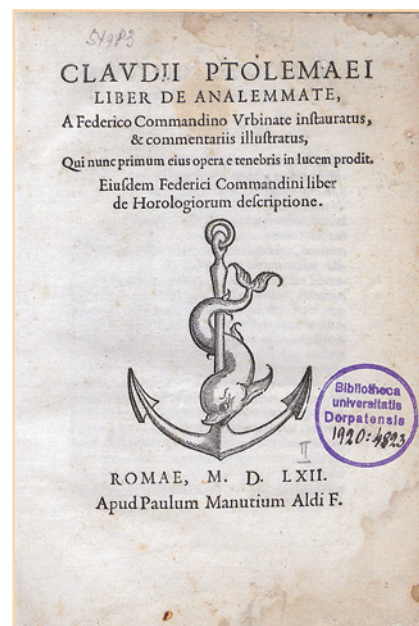 54983
CLAVDII PTOLEMAEI
LIBER DE ANALEMMATE,
A Federico Commandino Vrbinate inſtauratus,
& commentariis illuſtratus,
Qui nunc primum eius opera e tenebris in lucem prodit.
Eiuſdem Federici Commandini liber
de Horologiorum deſcriptione.
Bibliotheca
universitatis
Dorpatensis
1920:4823
II
ROMAE, M. D. LXII.
Apud Paulum Manutium Aldi F.